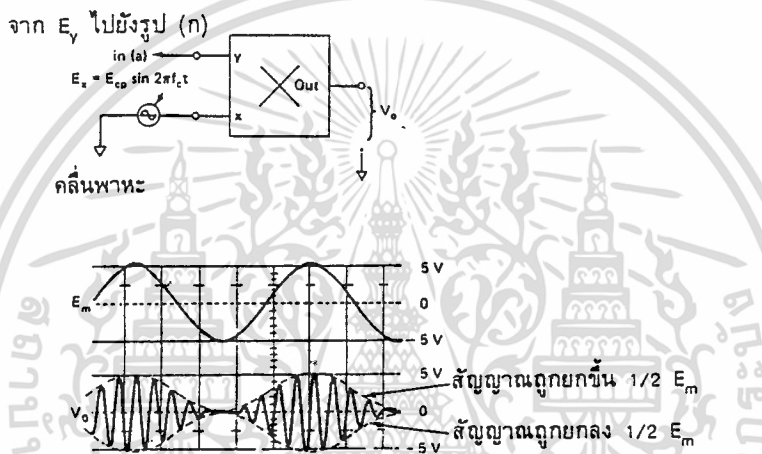 จาก E_y ไปยังรูป (ก)
in (a)
Y
E_x = E_cp sin 2πf_c t
Out
V_o
X
คลื่นพาหะ
5 V
E_m
0
- 5 V
5 V
สัญญาณถูกยกขึ้น 1/2 E_m
V_o
0
สัญญาณถูกยกลง 1/2 E_m
- 5 V